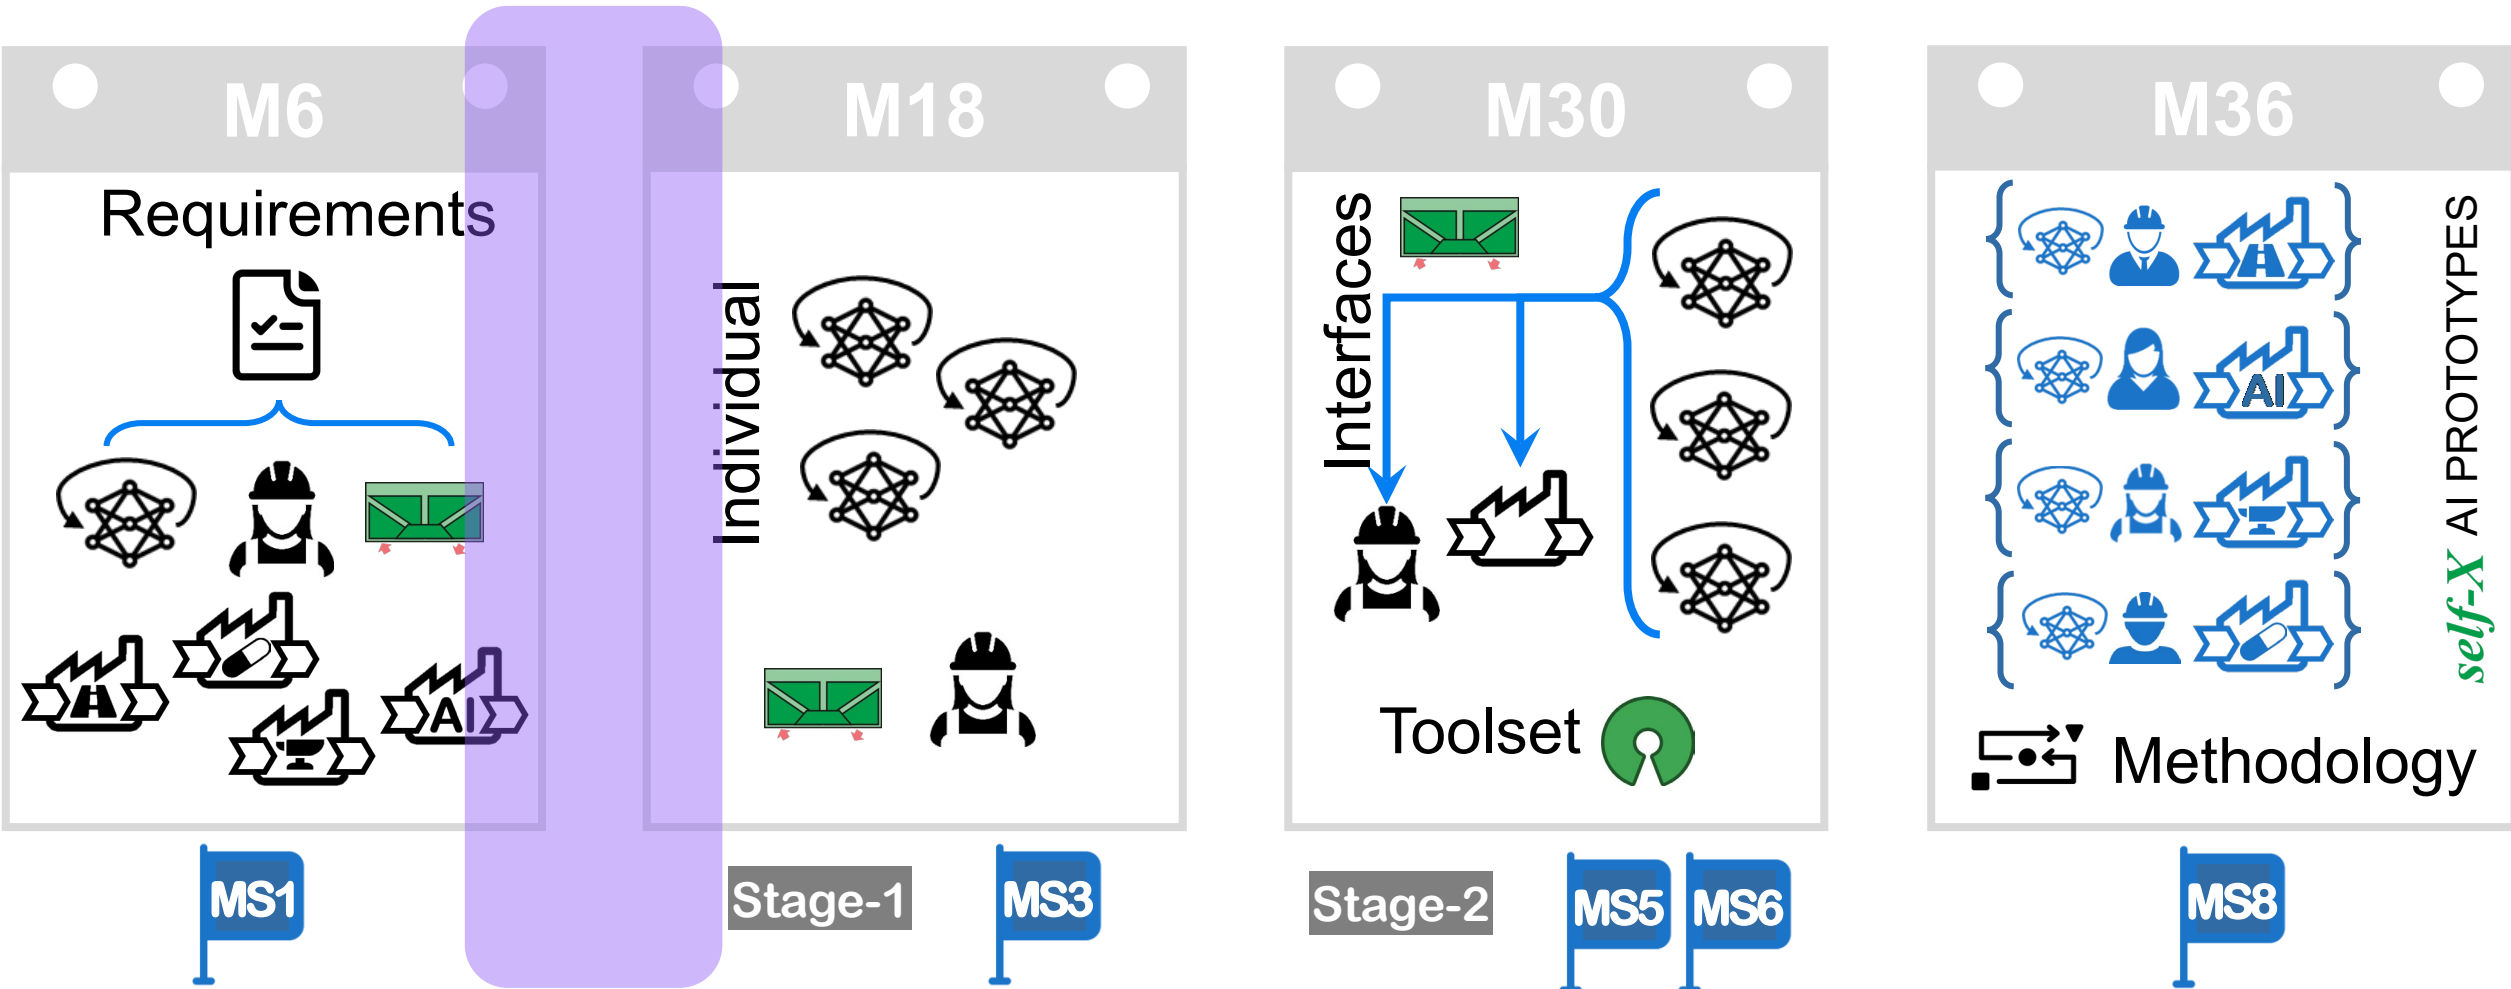 M6
Requirements
AI
MS1
M18
Individual
Stage-1
MS3
M30
Interfaces
Toolset
Stage-2
MS5
MS6
M36
AI
self-X AI PROTOTYPES
Methodology
MS8